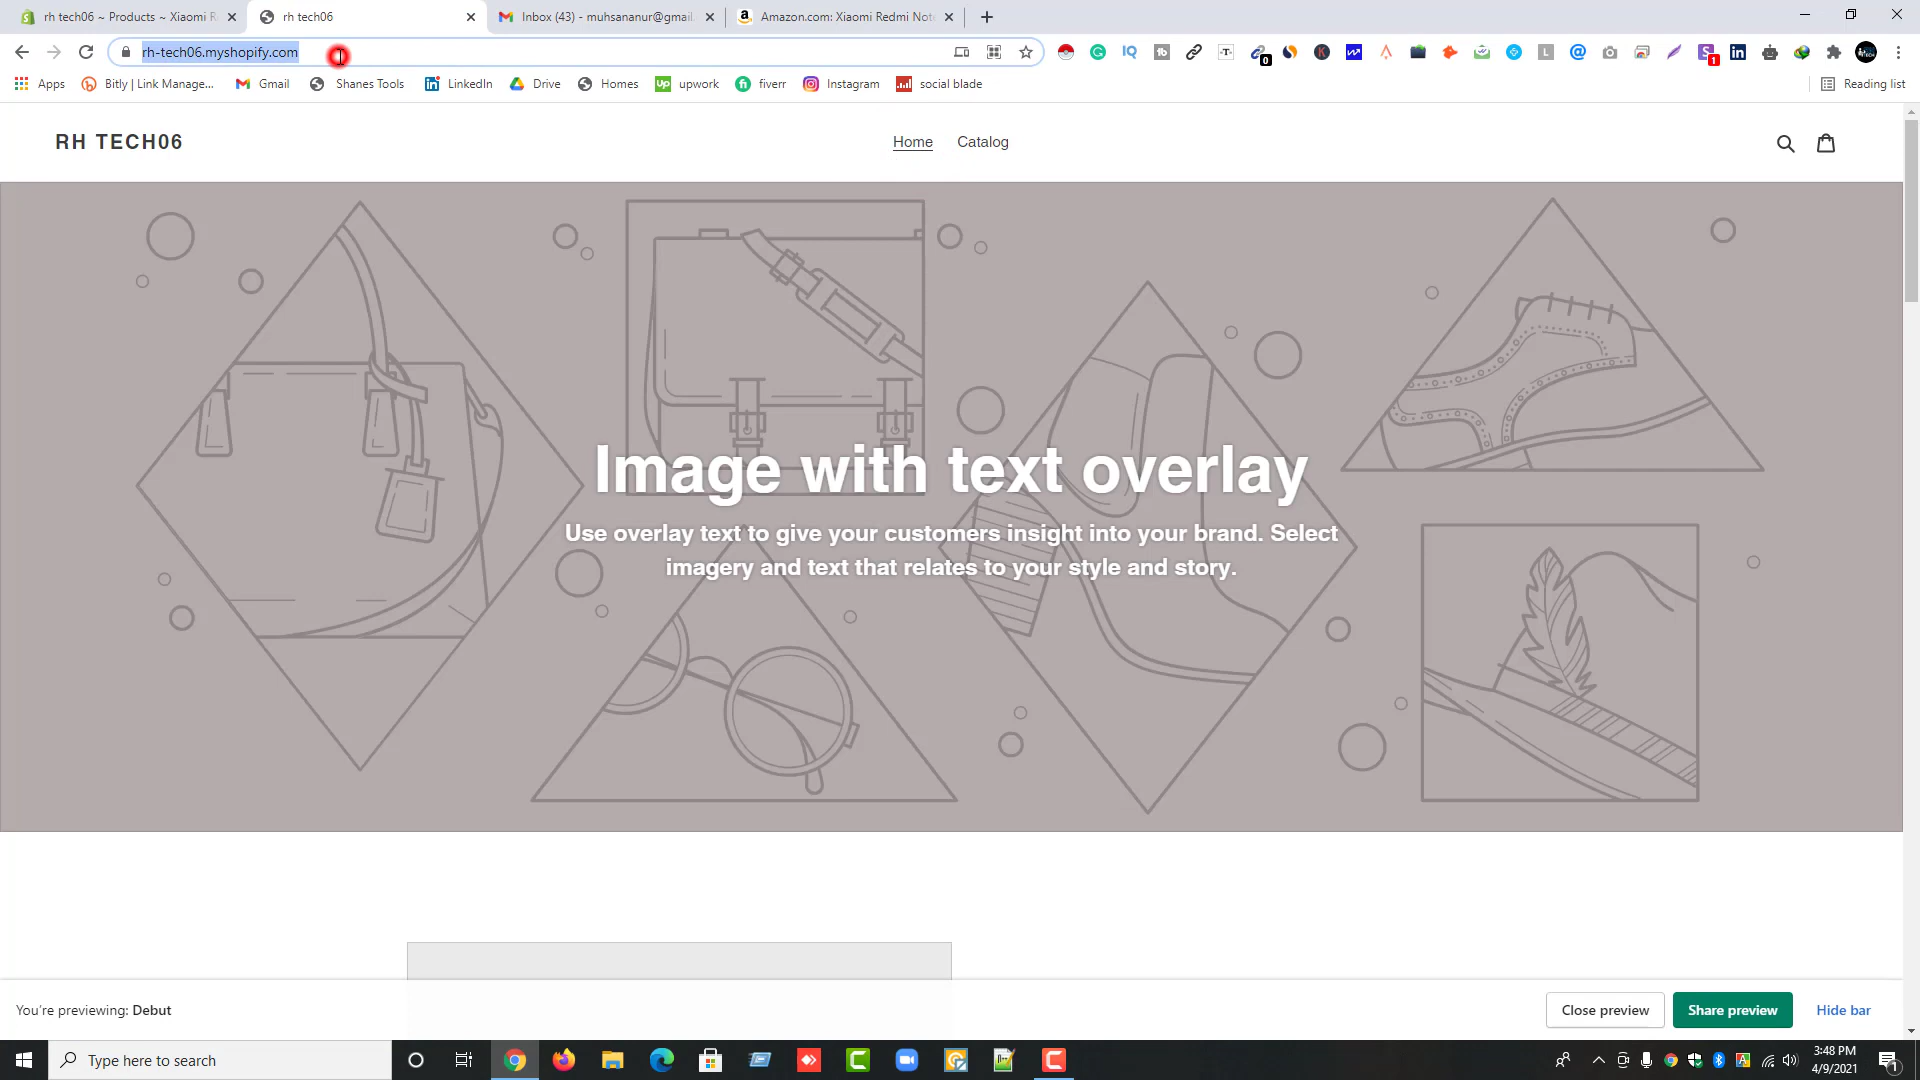 rh tech06 ~ Products ~ Xiaomi R
rh tech06
Inbox (43) - muhsananur@gmail.
Amazon.com: Xiaomi Redmi Note
rh-tech06.myshopify.com
0
1
Apps
Bitly | Link Manage...
Gmail
Shanes Tools
LinkedIn
Drive
Homes
upwork
fiverr
Instagram
social blade
Reading list
RH TECH06
Home
Catalog
Image with text overlay
Use overlay text to give your customers insight into your brand. Select
imagery and text that relates to your style and story.
You're previewing: Debut
Close preview
Share preview
Hide bar
Type here to search
3:48 PM
4/9/2021
1